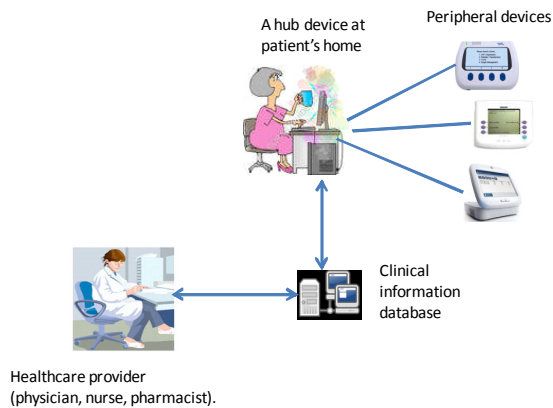 A hub device at
patient's home
Peripheral devices
Clinical
information
database
Healthcare provider
(physician, nurse, pharmacist).